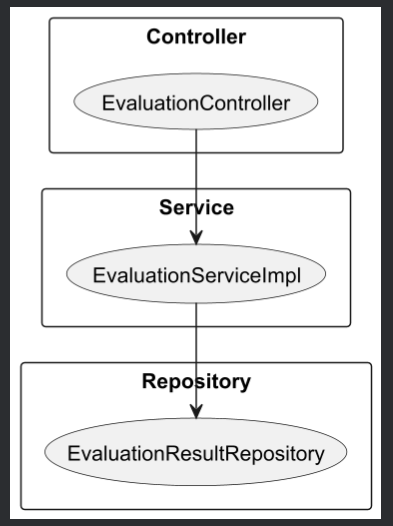 Controller
EvaluationController
Service
EvaluationServiceImpl
Repository
EvaluationResultRepository